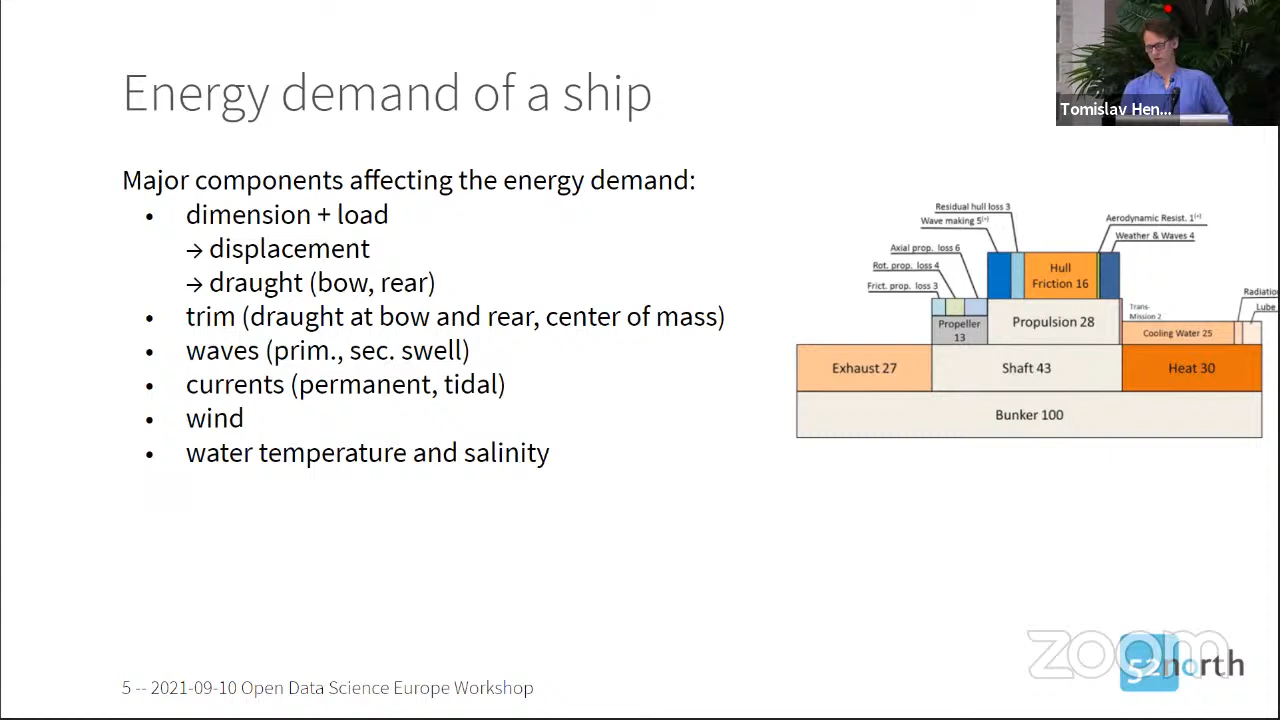 Energy demand of a ship
Tomislav Hen...
Major components affecting the energy demand:
• dimension + load
→ displacement
→ draught (bow, rear)
• trim (draught at bow and rear, center of mass)
• waves (prim., sec. swell)
• currents (permanent, tidal)
• wind
• water temperature and salinity
Residual hull loss 3
Wave making 5(+)
Aerodynamic Resist. 1(+)
Weather & Waves 4
Axial prop. loss 6
Rot. prop. loss 4
Frict. prop. loss 3
Hull
Friction 16
Radiation
Lube
Trans-
Mission 2
Propeller
13
Propulsion 28
Cooling Water 25
Exhaust 27
Shaft 43
Heat 30
Bunker 100
zoom
52north
5 -- 2021-09-10 Open Data Science Europe Workshop